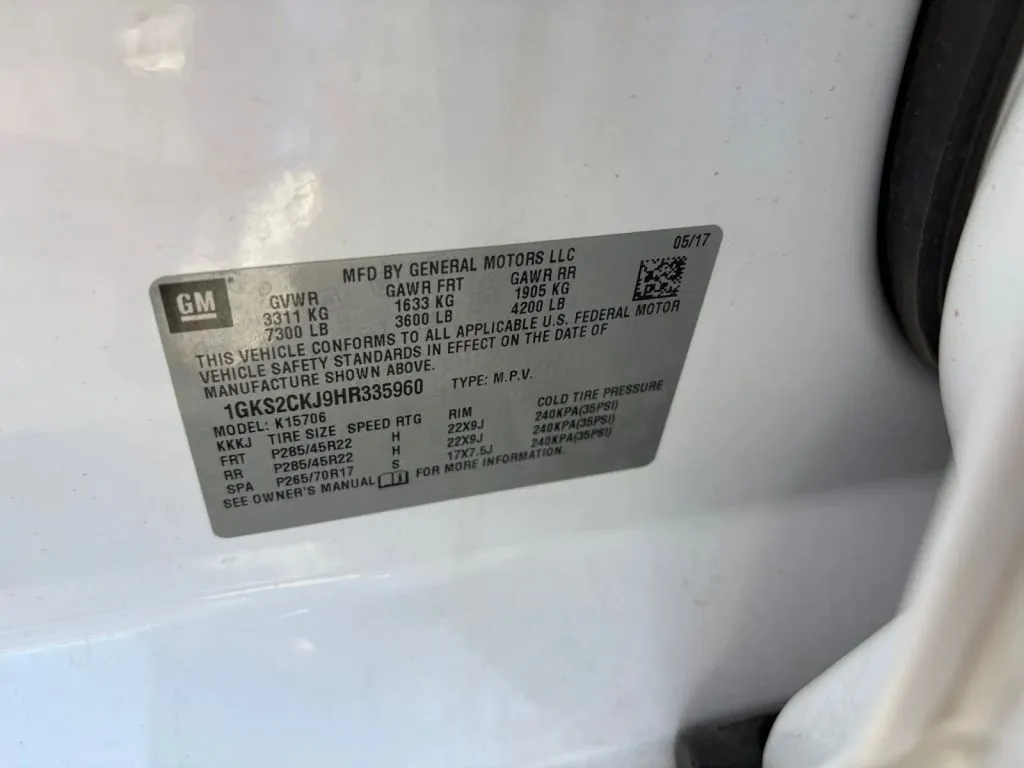 05/17
MFD BY GENERAL MOTORS LLC
GM
GVWR GAWR FRT GAWR RR
3311 KG 1633 KG 1905 KG
7300 LB 3600 LB 4200 LB
THIS VEHICLE CONFORMS TO ALL APPLICABLE U.S. FEDERAL MOTOR
VEHICLE SAFETY STANDARDS IN EFFECT ON THE DATE OF
MANUFACTURE SHOWN ABOVE.
1GKS2CKJ9HR335960 TYPE: M.P.V.
MODEL: K15706
KKKJ TIRE SIZE SPEED RTG RIM COLD TIRE PRESSURE
FRT P285/45R22 H 22X9J 240KPA(35PSI)
RR P285/45R22 H 22X9J 240KPA(35PSI)
SPA P265/70R17 S 17X7.5J 240KPA(35PSI)
SEE OWNER'S MANUAL FOR MORE INFORMATION.